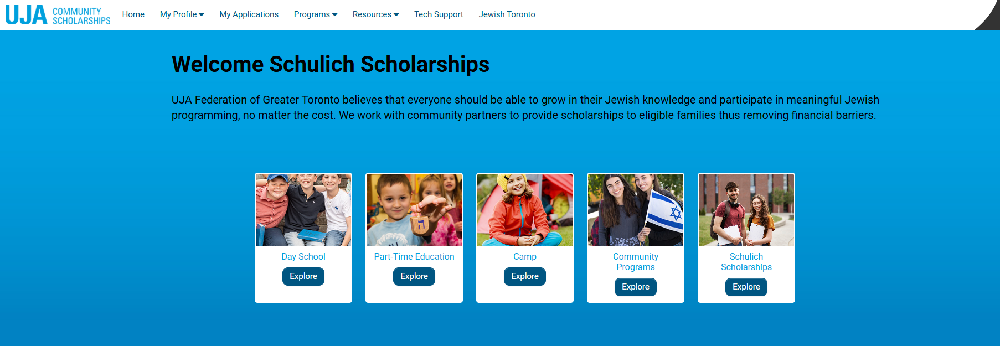 UJA COMMUNITY SCHOLARSHIPS
Home My Profile My Applications Programs Resources Tech Support Jewish Toronto
Welcome Schulich Scholarships
UJA Federation of Greater Toronto believes that everyone should be able to grow in their Jewish knowledge and participate in meaningful Jewish
programming, no matter the cost. We work with community partners to provide scholarships to eligible families thus removing financial barriers.
ה
Day School
Explore
Part-Time Education
Explore
Camp
Explore
Community
Programs
Explore
Schulich
Scholarships
Explore